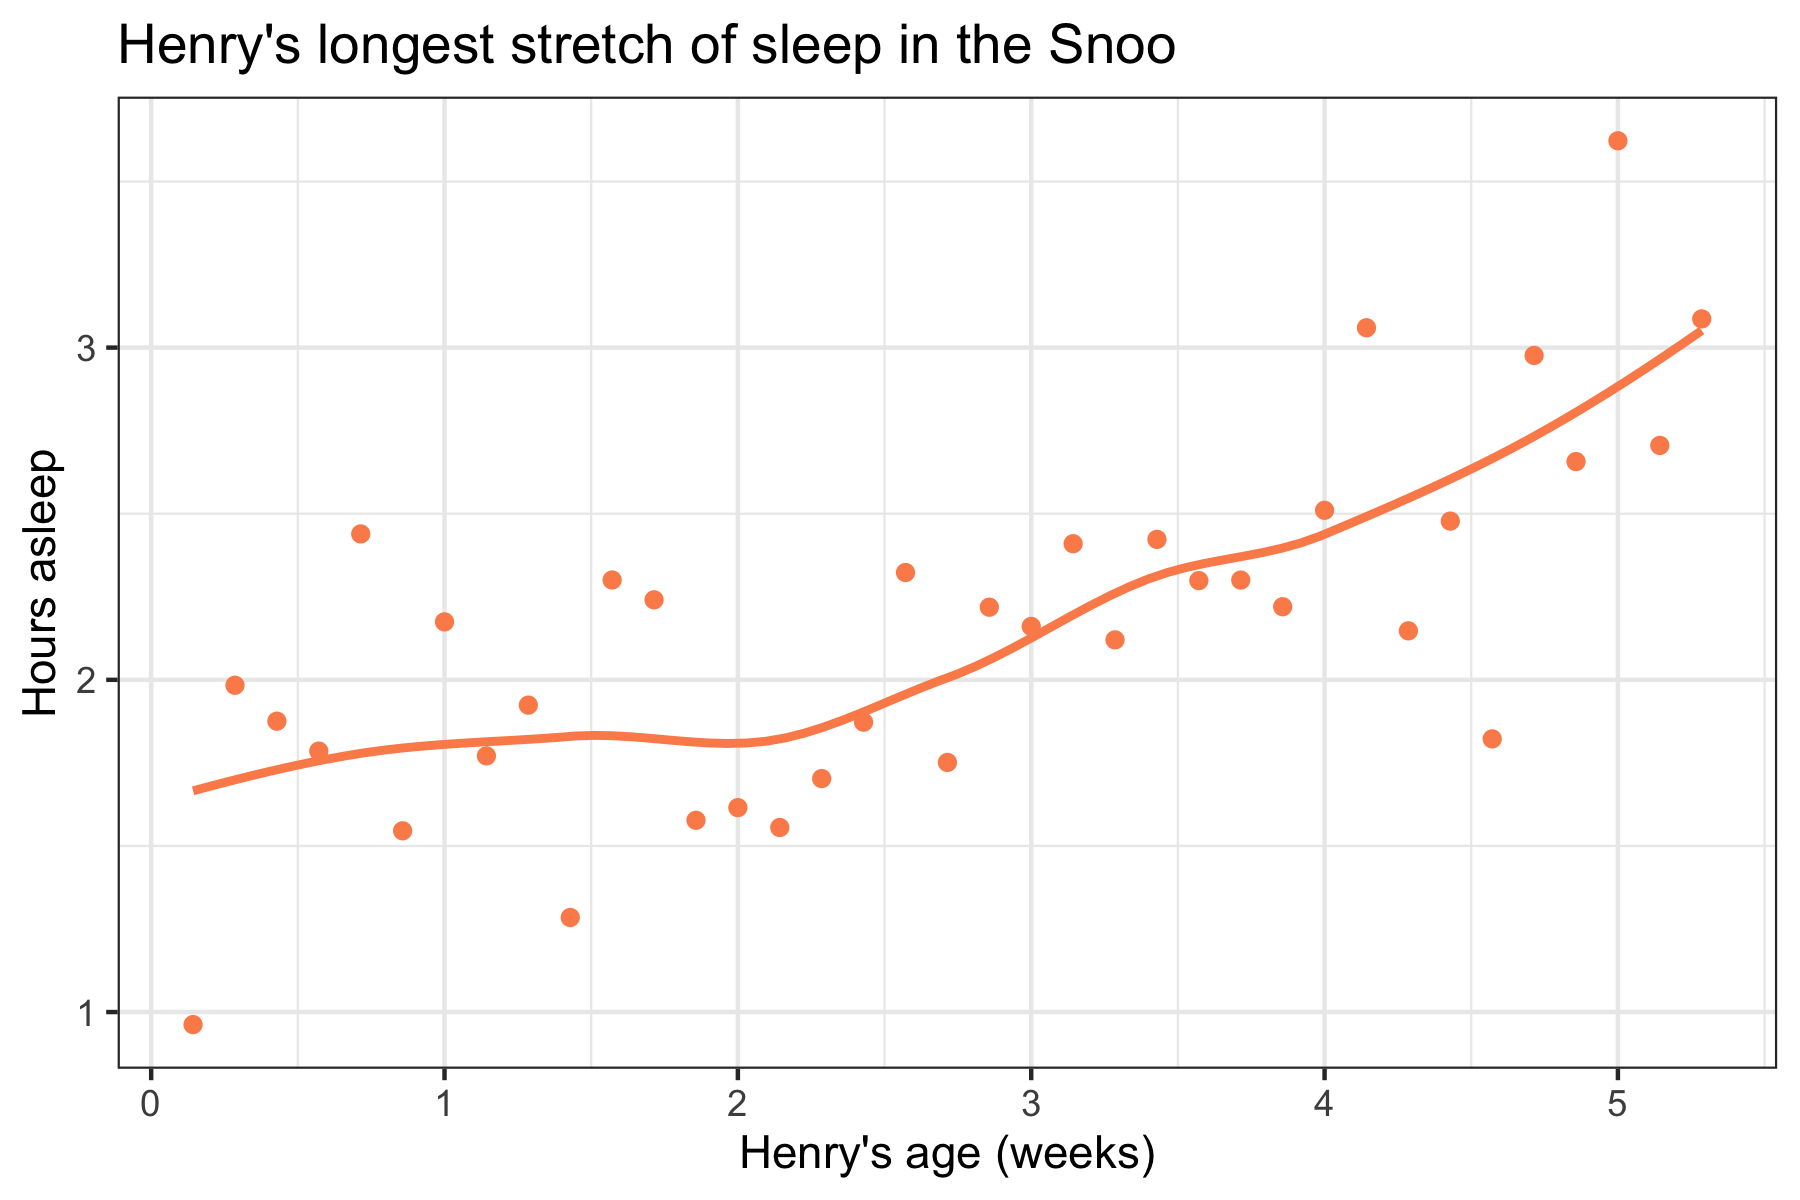 Henry's longest stretch of sleep in the Snoo
Hours asleep
3
2
1
0 1 2 3 4 5
Henry's age (weeks)